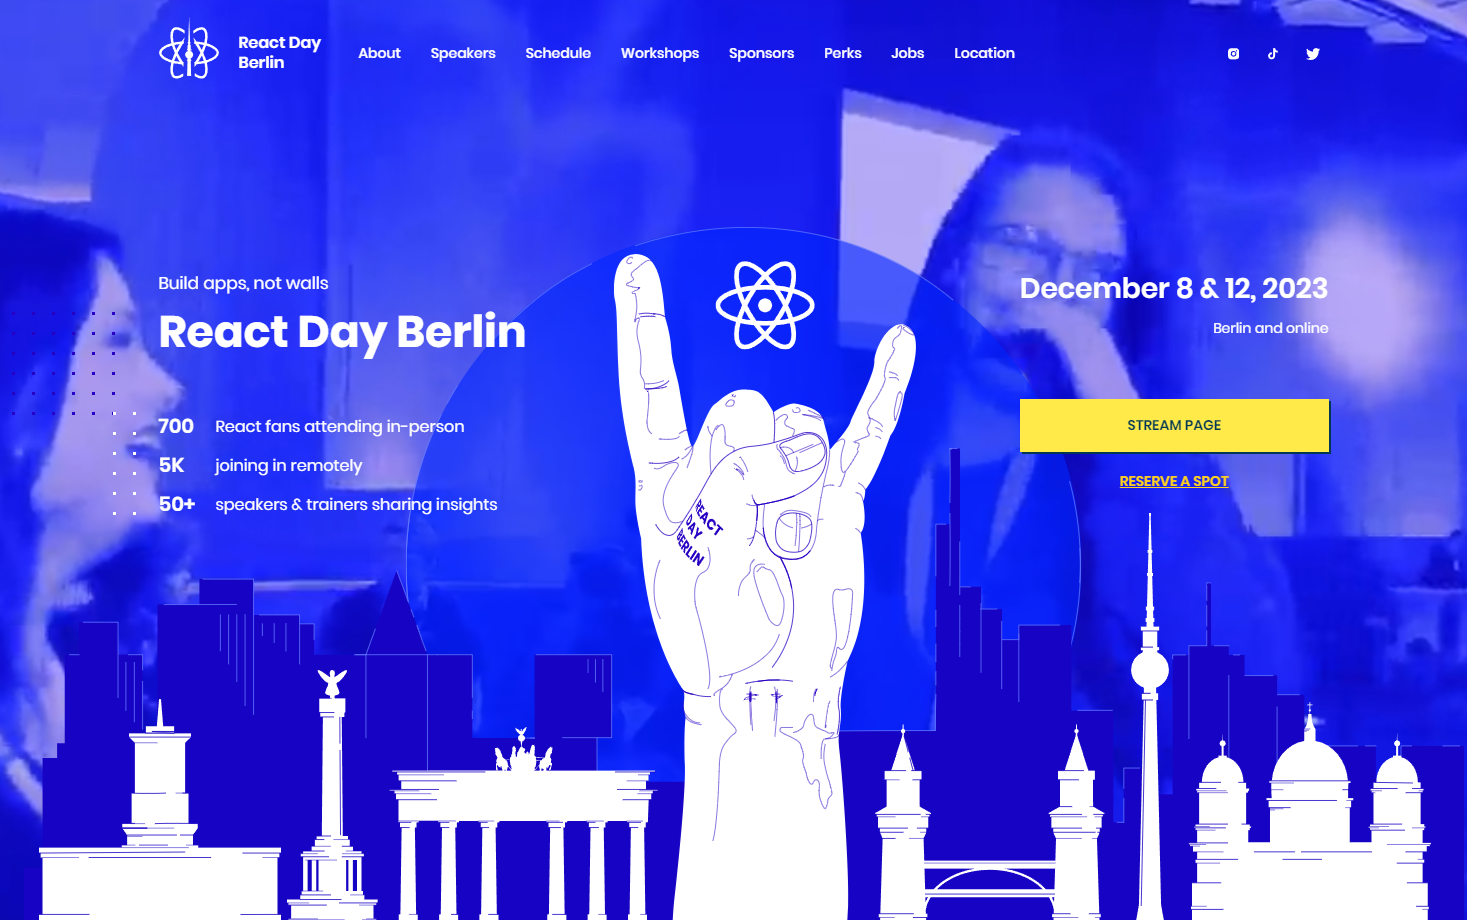 React Day
Berlin
About
Speakers
Schedule
Workshops
Sponsors
Perks
Jobs
Location
Build apps, not walls
React Day Berlin
700 React fans attending in-person
5K joining in remotely
50+ speakers & trainers sharing insights
REACT
DAY
BERLIN
December 8 & 12, 2023
Berlin and online
STREAM PAGE
RESERVE A SPOT